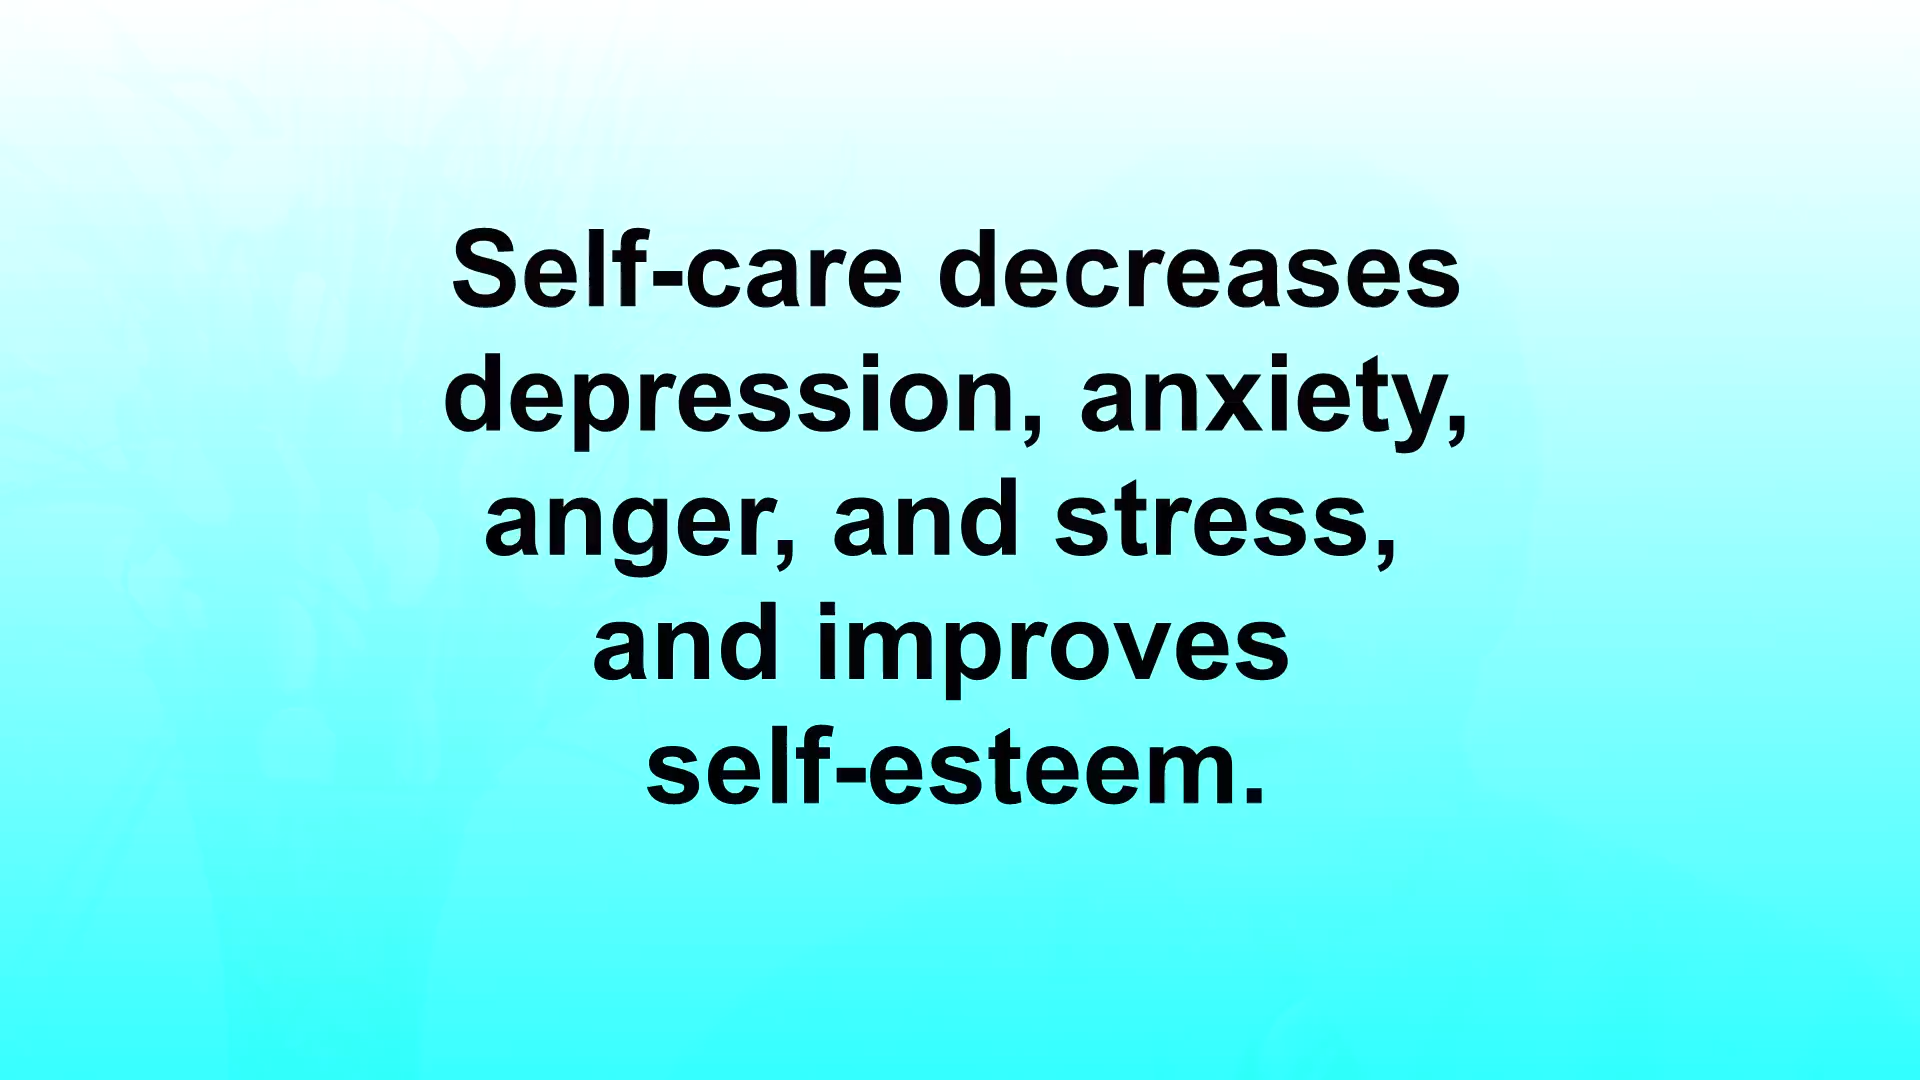 Self-care decreases
depression, anxiety,
anger, and stress,
and improves
self-esteem.